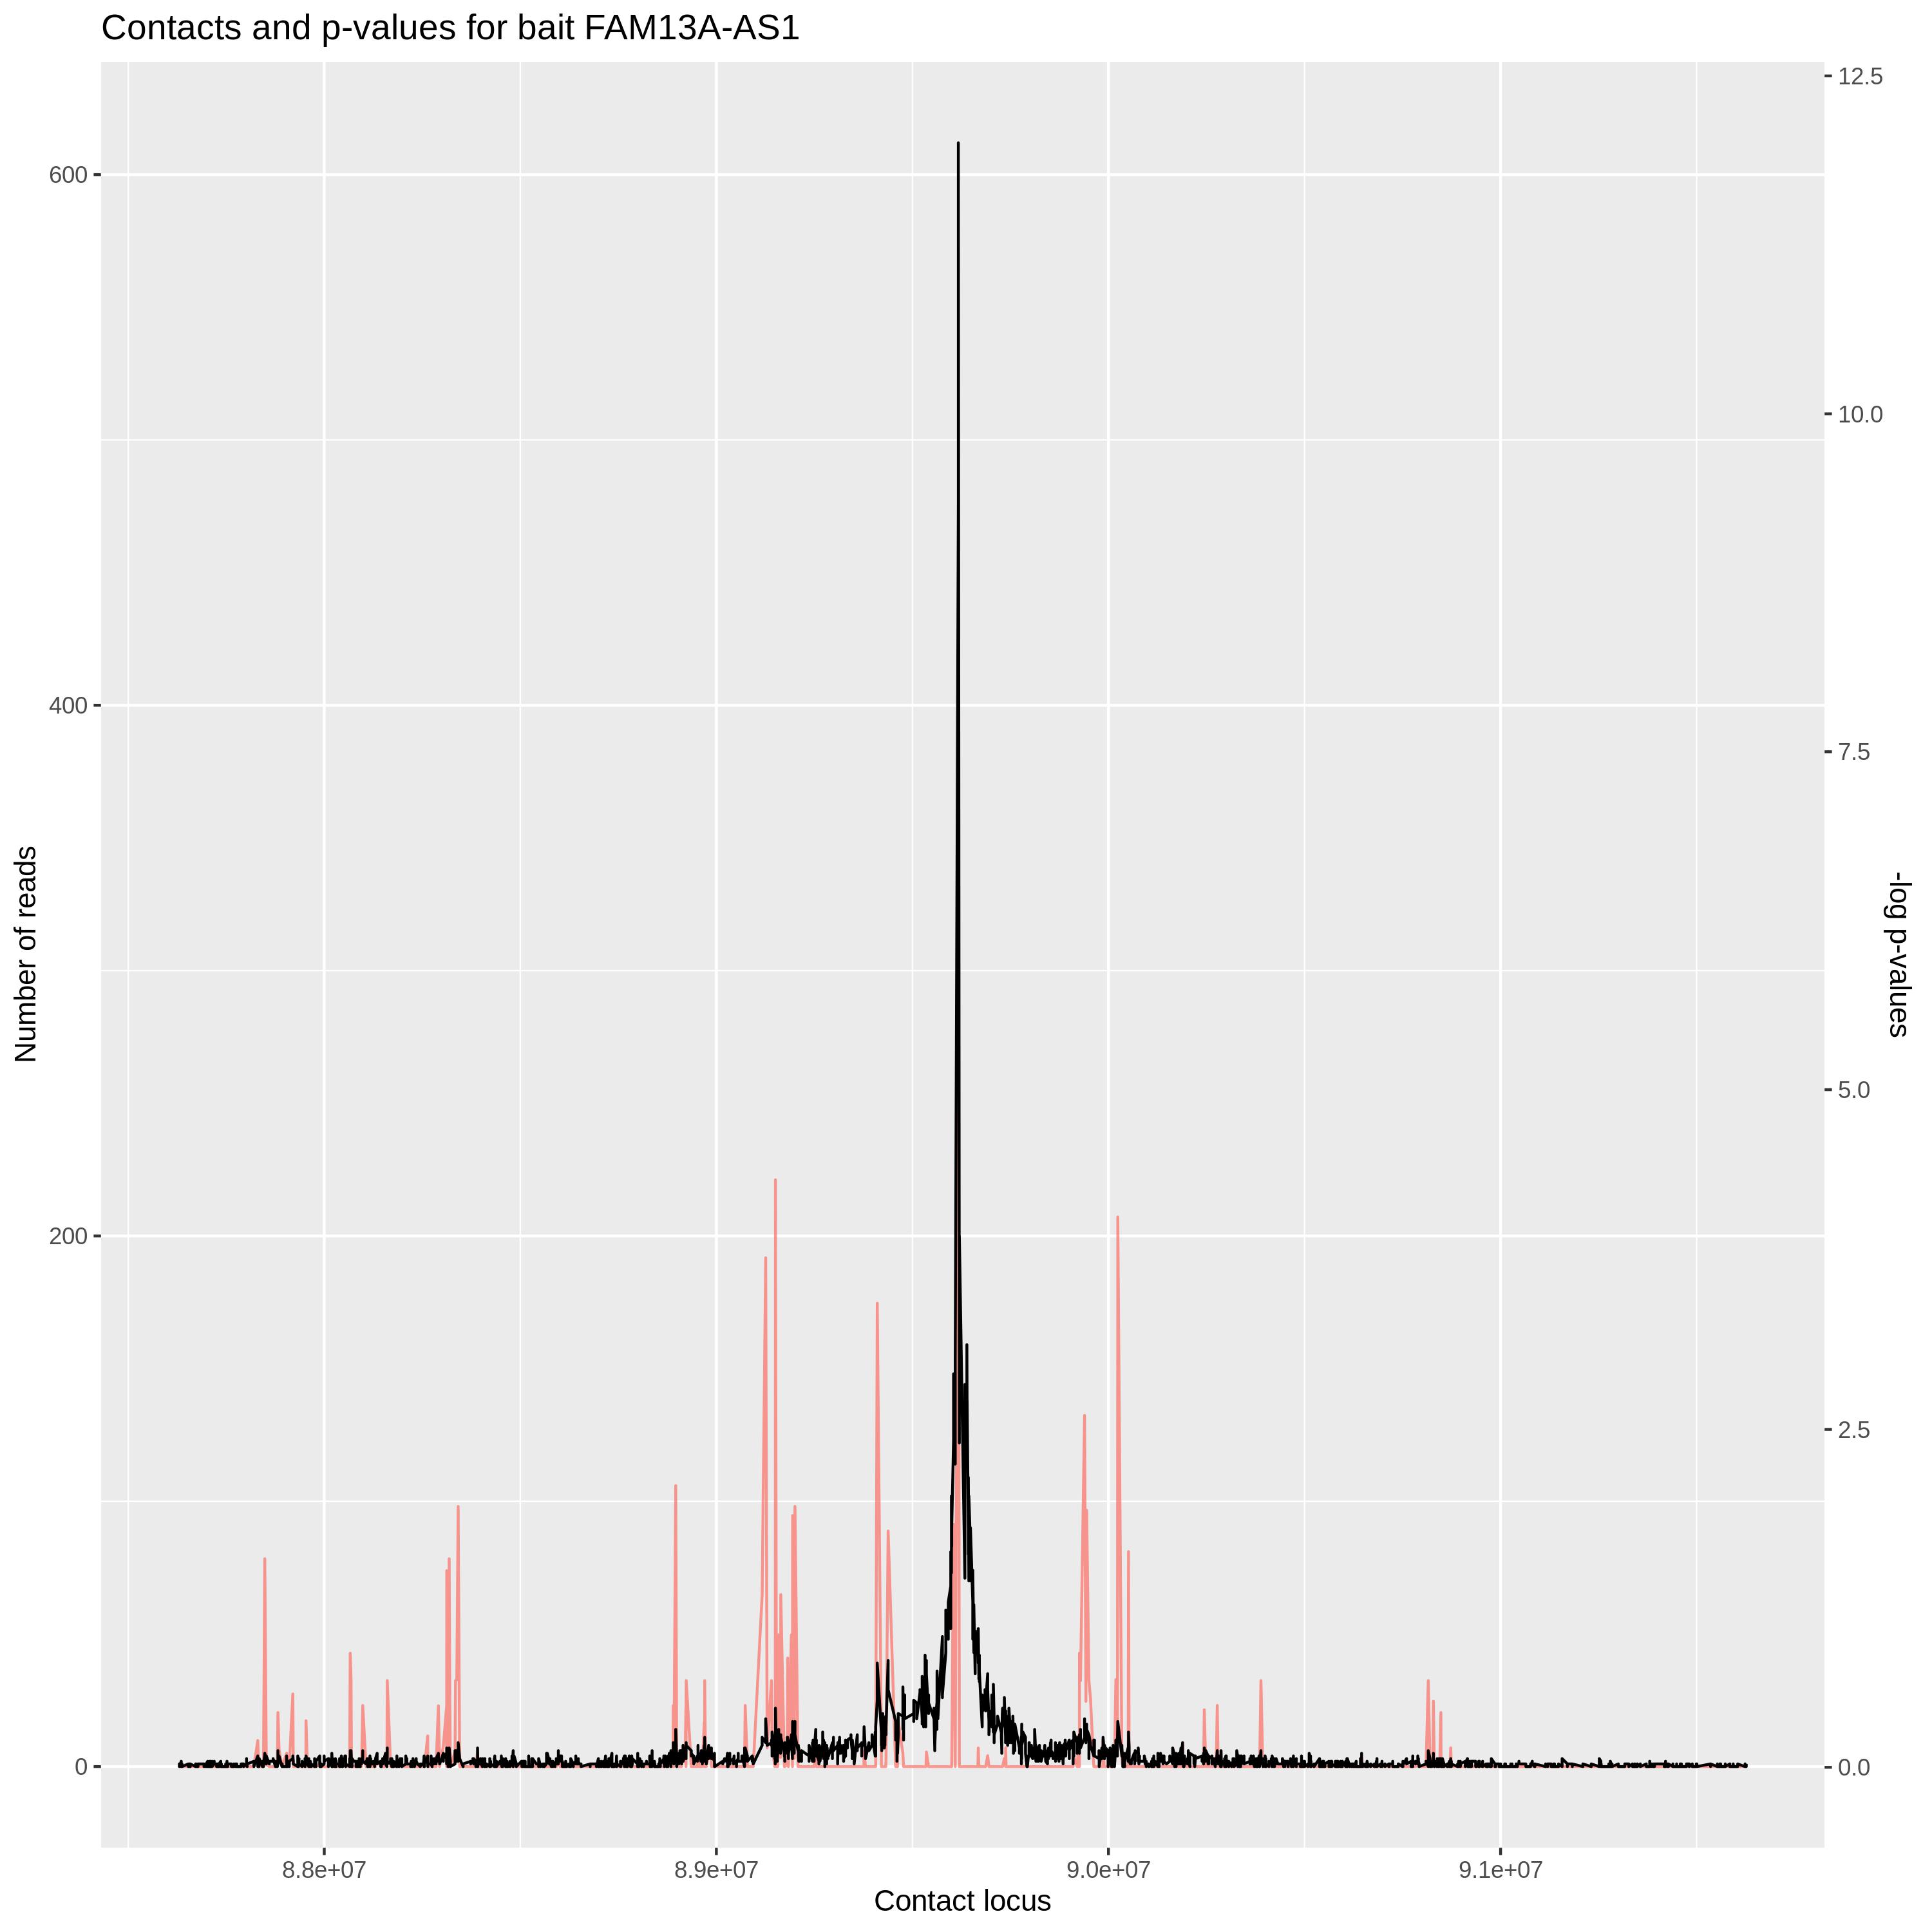 Contacts and p-values for bait FAM13A-AS1
Number of reads
600
400
200
0
12.5
10.0
7.5
5.0
2.5
0.0
-log p-values
8.8e+07
8.9e+07
9.0e+07
9.1e+07
Contact locus